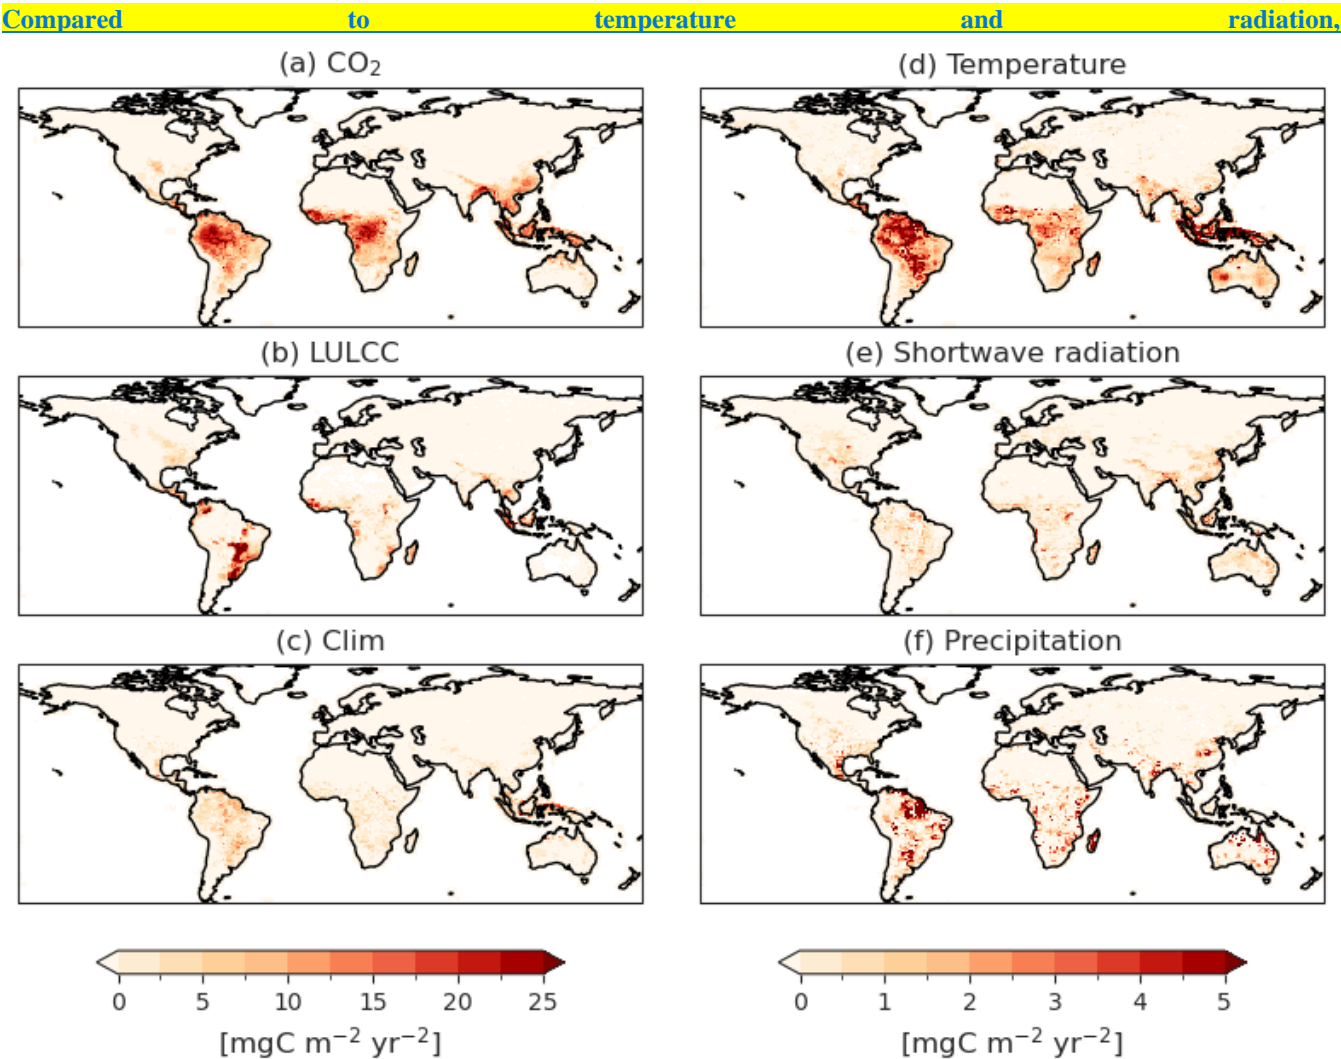 Compared to temperature and radiation,
(a) CO₂
(d) Temperature
(b) LULCC
(e) Shortwave radiation
(c) Clim
(f) Precipitation
0 5 10 15 20 25
[mgC m⁻² yr⁻²]
0 1 2 3 4 5
[mgC m⁻² yr⁻²]